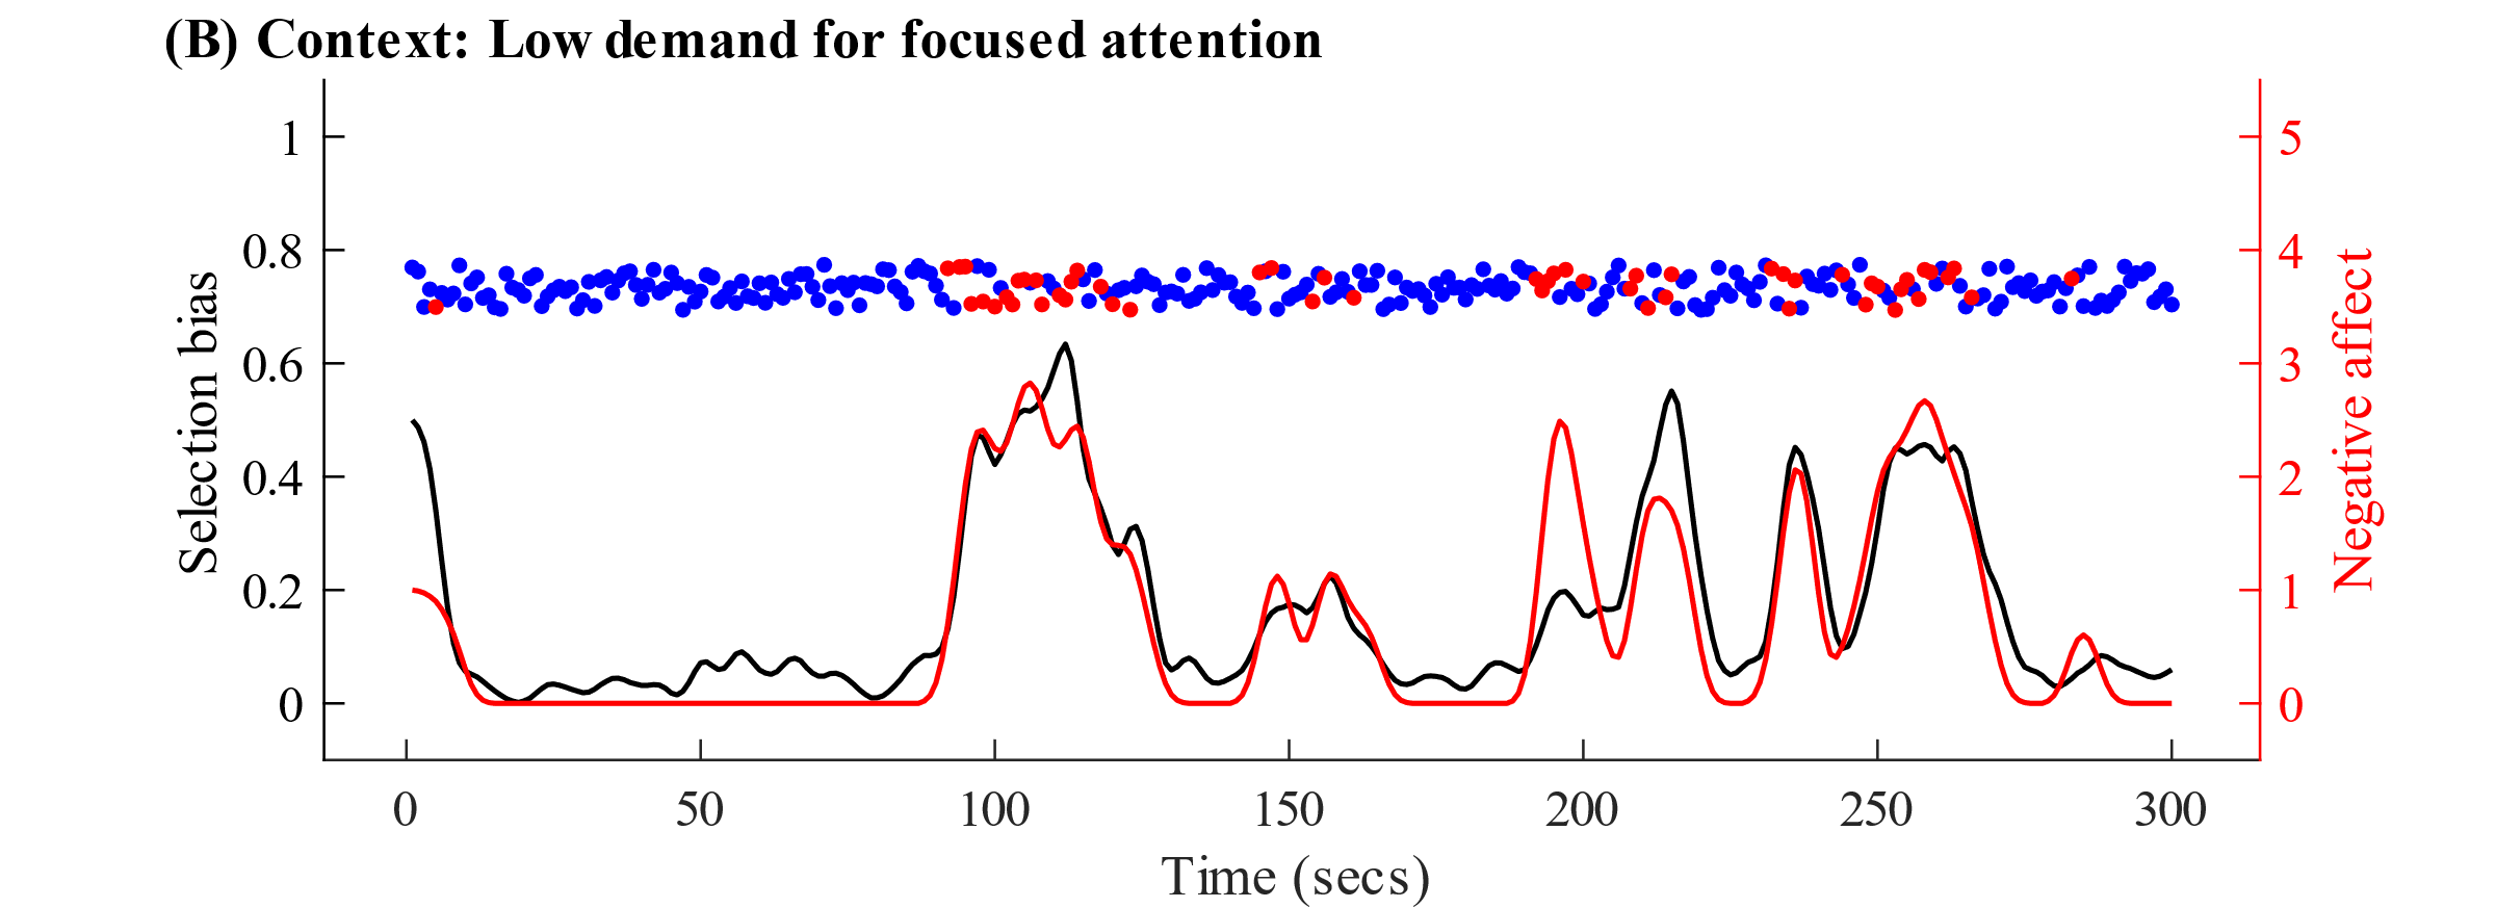 (B) Context: Low demand for focused attention
Selection bias
1
0.8
0.6
0.4
0.2
0
5
4
3
2
1
0
Negative affect
0 50 100 150 200 250 300
Time (secs)